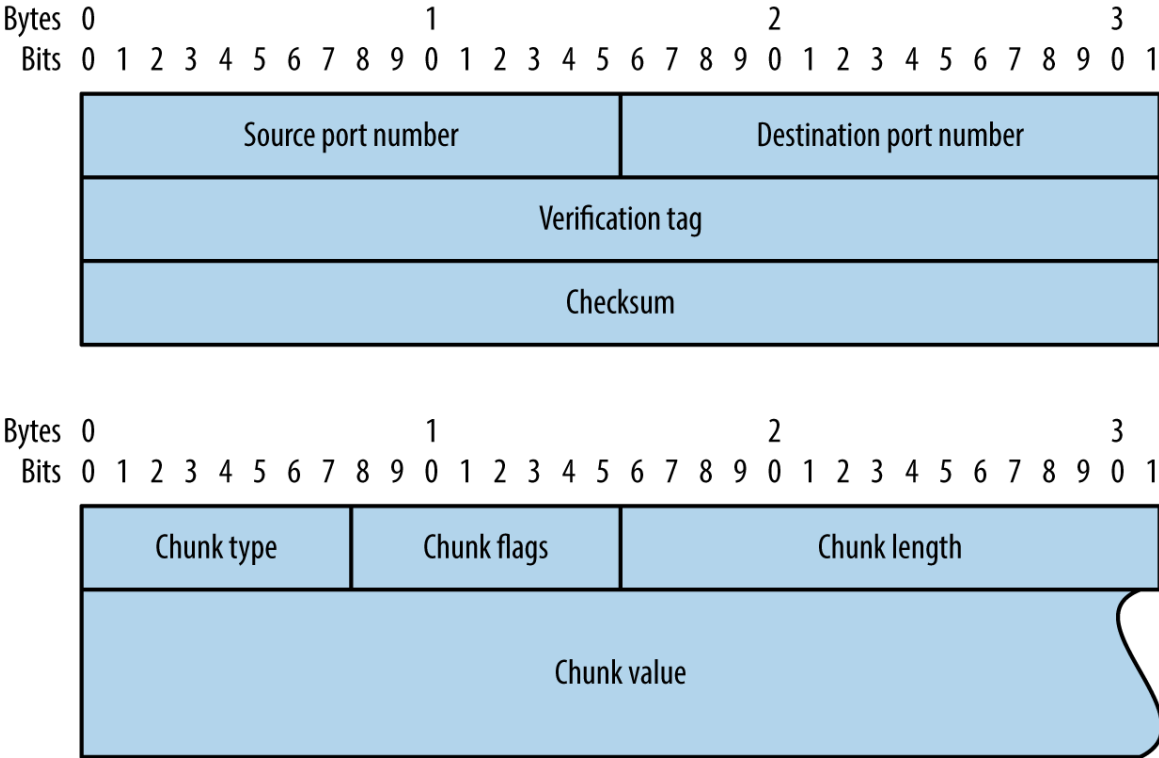 Bytes 0 1 2 3
Bits 0 1 2 3 4 5 6 7 8 9 0 1 2 3 4 5 6 7 8 9 0 1 2 3 4 5 6 7 8 9 0 1
Source port number Destination port number
Verification tag
Checksum
Bytes 0 1 2 3
Bits 0 1 2 3 4 5 6 7 8 9 0 1 2 3 4 5 6 7 8 9 0 1 2 3 4 5 6 7 8 9 0 1
Chunk type Chunk flags Chunk length
Chunk value